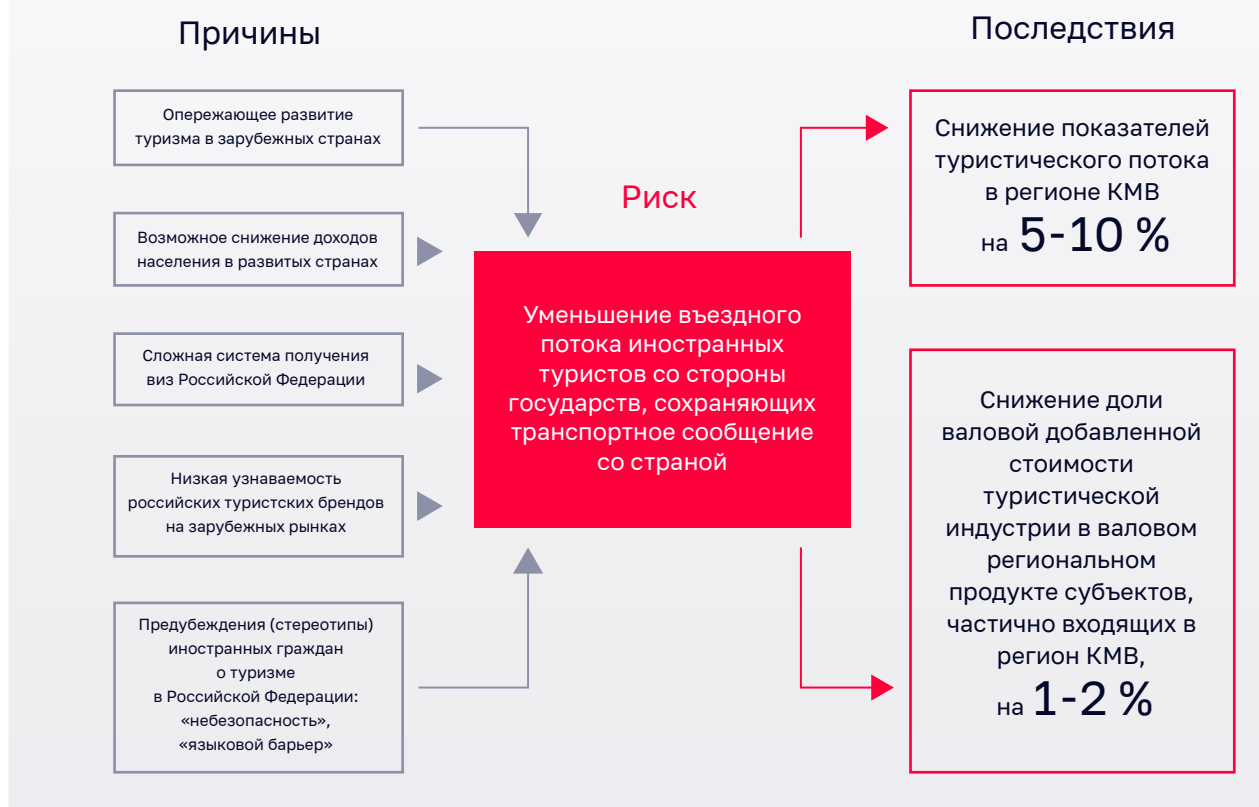 Причины
Опережающее развитие
туризма в зарубежных странах
Возможное снижение доходов
населения в развитых странах
Сложная система получения
виз Российской Федерации
Низкая узнаваемость
российских туристских брендов
на зарубежных рынках
Предубеждения (стереотипы)
иностранных граждан
о туризме
в Российской Федерации:
«небезопасность»,
«языковой барьер»
Риск
Уменьшение въездного
потока иностранных
туристов со стороны
государств, сохраняющих
транспортное сообщение
со страной
Последствия
Снижение показателей
туристического потока
в регионе КМВ
на 5-10 %
Снижение доли
валовой добавленной
стоимости
туристической
индустрии в валовом
региональном
продукте субъектов,
частично входящих в
регион КМВ,
на 1-2 %